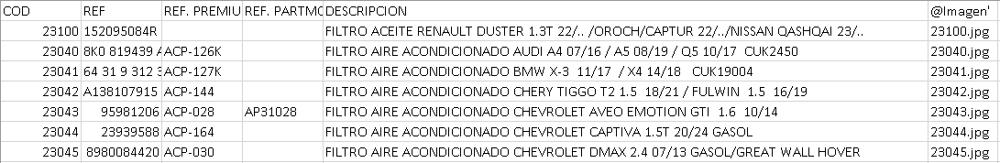 COD REF REF. PREMIU REF. PARTMO DESCRIPCION @Imagen'
23100 152095084R FILTRO ACEITE RENAULT DUSTER 1.3T 22/.. /OROCH/CAPTUR 22/../NISSAN QASHQAI 23/.. 23100.jpg
23040 8K0 819439 A ACP-126K FILTRO AIRE ACONDICIONADO AUDI A4 07/16 / A5 08/19 / Q5 10/17 CUK2450 23040.jpg
23041 64 31 9 312 3 ACP-127K FILTRO AIRE ACONDICIONADO BMW X-3 11/17 / X4 14/18 CUK19004 23041.jpg
23042 A138107915 ACP-144 FILTRO AIRE ACONDICIONADO CHERY TIGGO T2 1.5 18/21 / FULWIN 1.5 16/19 23042.jpg
23043 95981206 ACP-028 AP31028 FILTRO AIRE ACONDICIONADO CHEVROLET AVEO EMOTION GTI 1.6 10/14 23043.jpg
23044 23939588 ACP-164 FILTRO AIRE ACONDICIONADO CHEVROLET CAPTIVA 1.5T 20/24 GASOL 23044.jpg
23045 8980084420 ACP-030 FILTRO AIRE ACONDICIONADO CHEVROLET DMAX 2.4 07/13 GASOL/GREAT WALL HOVER 23045.jpg